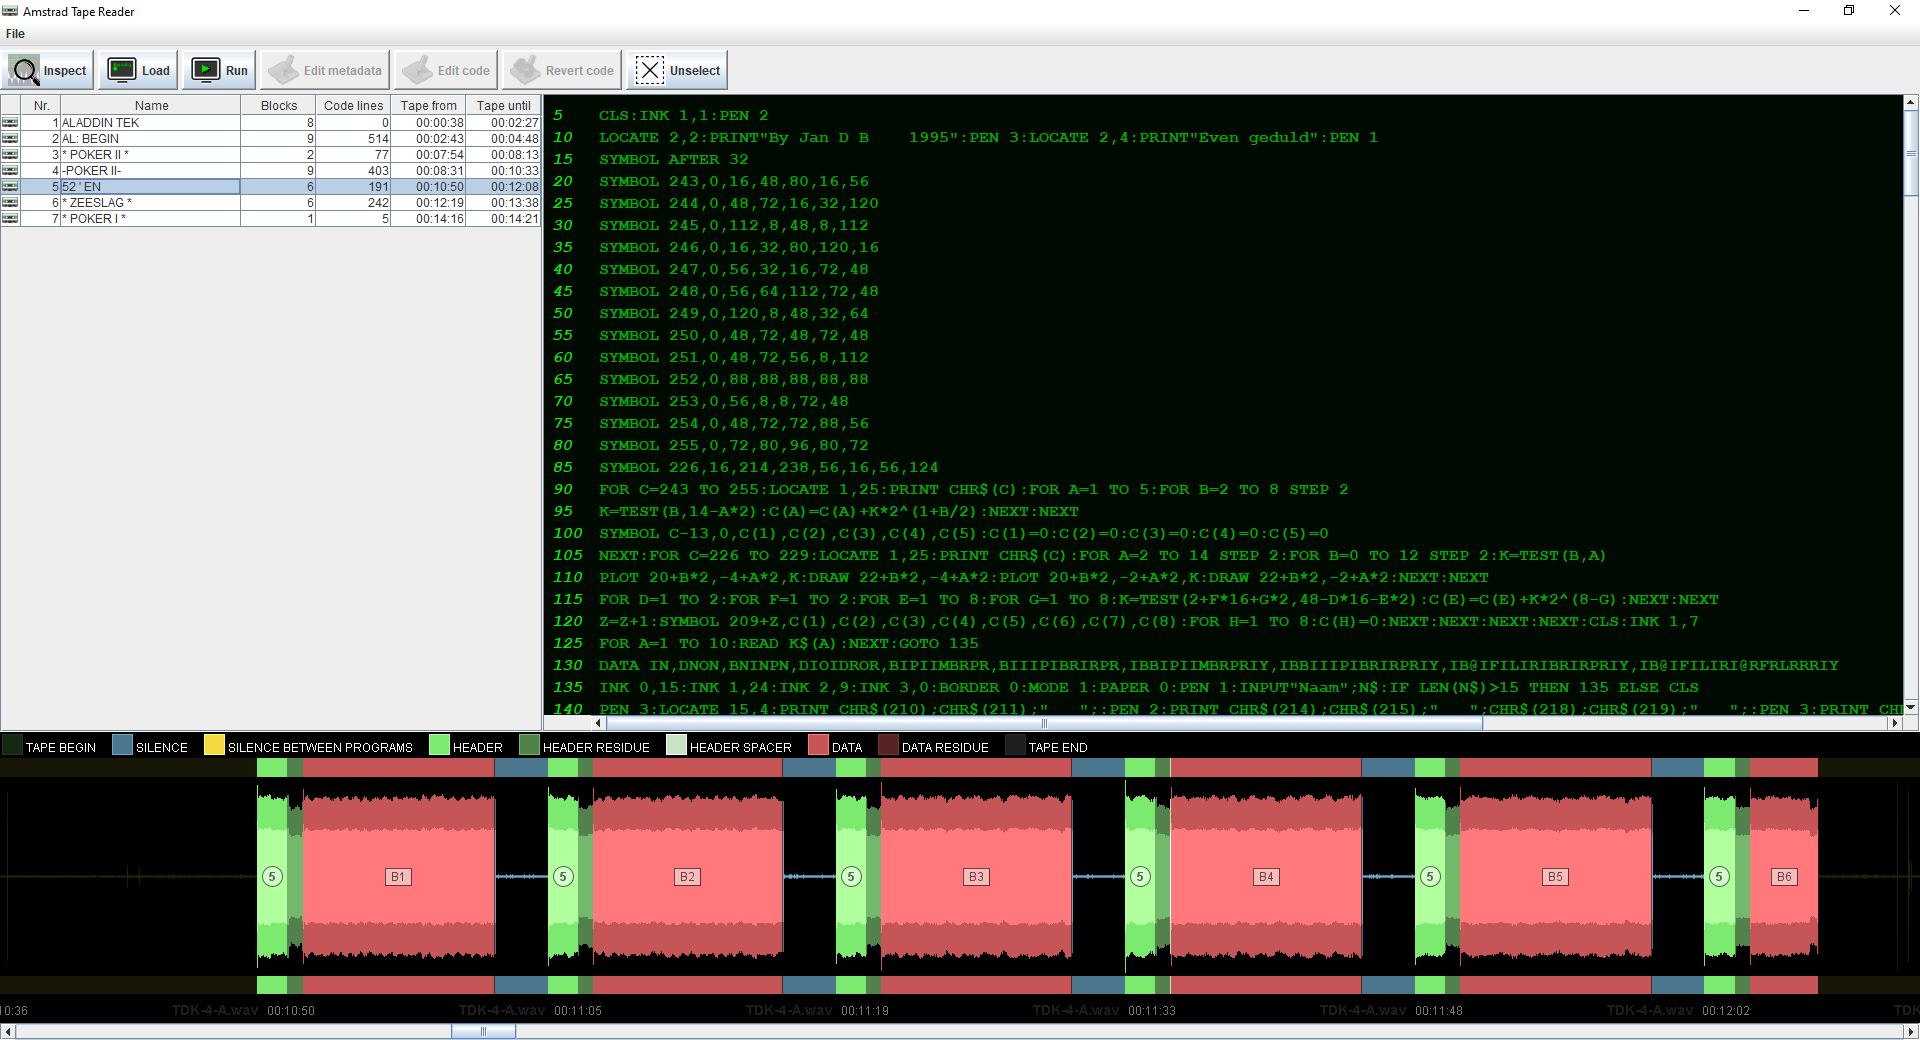 Amstrad Tape Reader
File
Inspect Load Run Edit metadata Edit code Revert code Unselect
Nr. Name Blocks Code lines Tape from Tape until
1 ALADDIN TEK 8 0 00:00:38 00:02:27
2 AL: BEGIN 9 514 00:02:43 00:04:48
3 * POKER II * 2 77 00:07:54 00:08:13
4 -POKER II- 9 403 00:08:31 00:10:33
5 52 ' EN 6 191 00:10:50 00:12:08
6 * ZEESLAG * 6 242 00:12:19 00:13:38
7 * POKER I * 1 5 00:14:16 00:14:21
5 CLS:INK 1,1:PEN 2
10 LOCATE 2,2:PRINT"By Jan D B    1995":PEN 3:LOCATE 2,4:PRINT"Even geduld":PEN 1
15 SYMBOL AFTER 32
20 SYMBOL 243,0,16,48,80,16,56
25 SYMBOL 244,0,48,72,16,32,120
30 SYMBOL 245,0,112,8,48,8,112
35 SYMBOL 246,0,16,32,80,120,16
40 SYMBOL 247,0,56,32,16,72,48
45 SYMBOL 248,0,56,64,112,72,48
50 SYMBOL 249,0,120,8,48,32,64
55 SYMBOL 250,0,48,72,48,72,48
60 SYMBOL 251,0,48,72,56,8,112
65 SYMBOL 252,0,88,88,88,88,88
70 SYMBOL 253,0,56,8,8,72,48
75 SYMBOL 254,0,48,72,72,88,56
80 SYMBOL 255,0,72,80,96,80,72
85 SYMBOL 226,16,214,238,56,16,56,124
90 FOR C=243 TO 255:LOCATE 1,25:PRINT CHR$(C):FOR A=1 TO 5:FOR B=2 TO 8 STEP 2
95 K=TEST(B,14-A*2):C(A)=C(A)+K*2^(1+B/2):NEXT:NEXT
100 SYMBOL C-13,0,C(1),C(2),C(3),C(4),C(5):C(1)=0:C(2)=0:C(3)=0:C(4)=0:C(5)=0
105 NEXT:FOR C=226 TO 229:LOCATE 1,25:PRINT CHR$(C):FOR A=2 TO 14 STEP 2:FOR B=0 TO 12 STEP 2:K=TEST(B,A)
110 PLOT 20+B*2,-4+A*2,K:DRAW 22+B*2,-4+A*2:PLOT 20+B*2,-2+A*2,K:DRAW 22+B*2,-2+A*2:NEXT:NEXT
115 FOR D=1 TO 2:FOR F=1 TO 2:FOR E=1 TO 8:FOR G=1 TO 8:K=TEST(2+F*16+G*2,48-D*16-E*2):C(E)=C(E)+K*2^(8-G):NEXT:NEXT
120 Z=Z+1:SYMBOL 209+Z,C(1),C(2),C(3),C(4),C(5),C(6),C(7),C(8):FOR H=1 TO 8:C(H)=0:NEXT:NEXT:NEXT:NEXT:CLS:INK 1,7
125 FOR A=1 TO 10:READ K$(A):NEXT:GOTO 135
130 DATA IN,DNON,BNINPN,DIOIDROR,BIPIIMBRPR,BIIIPIBRIRPR,IBBIPIIMBRPRIY,IBBIIIPIBRIRPRIY,IB@IFILIRIBRIRPRIY,IB@IFILIRI@RFRLRRRIY
135 INK 0,15:INK 1,24:INK 2,9:INK 3,0:BORDER 0:MODE 1:PAPER 0:PEN 1:INPUT"Naam";N$:IF LEN(N$)>15 THEN 135 ELSE CLS
140 PEN 3:LOCATE 15,4:PRINT CHR$(210);CHR$(211);"   ";:PEN 2:PRINT CHR$(214);CHR$(215);"   ";CHR$(218);CHR$(219);"   ";:PEN 3:PRINT CH
TAPE BEGIN SILENCE SILENCE BETWEEN PROGRAMS HEADER HEADER RESIDUE HEADER SPACER DATA DATA RESIDUE TAPE END
5 B1 5 B2 5 B3 5 B4 5 B5 5 B6
10:36 TDK-4-A.wav 00:10:50 TDK-4-A.wav 00:11:05 TDK-4-A.wav 00:11:19 TDK-4-A.wav 00:11:33 TDK-4-A.wav 00:11:48 TDK-4-A.wav 00:12:02 TDK